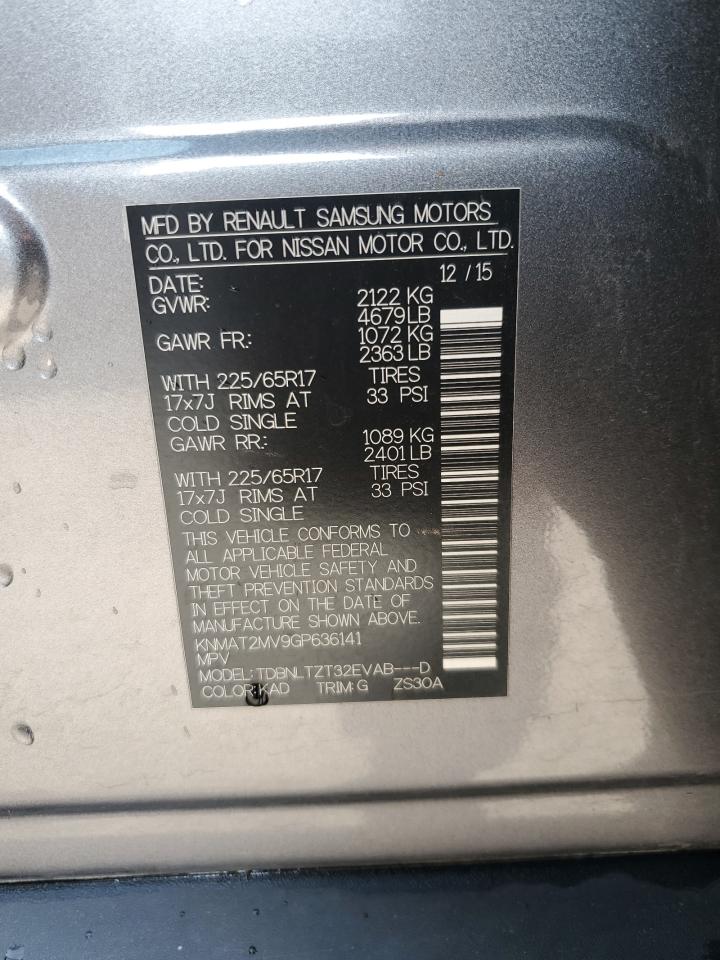 MFD BY RENAULT SAMSUNG MOTORS
CO., LTD. FOR NISSAN MOTOR CO., LTD.
DATE: 12 / 15
GVWR: 2122 KG
4679 LB
GAWR FR: 1072 KG
2363 LB
WITH 225/65R17 TIRES
17x7J RIMS AT 33 PSI
COLD SINGLE
GAWR RR: 1089 KG
2401 LB
WITH 225/65R17 TIRES
17x7J RIMS AT 33 PSI
COLD SINGLE
THIS VEHICLE CONFORMS TO
ALL APPLICABLE FEDERAL
MOTOR VEHICLE SAFETY AND
THEFT PREVENTION STANDARDS
IN EFFECT ON THE DATE OF
MANUFACTURE SHOWN ABOVE.
KNMAT2MV9GP636141
MPV
MODEL: TDBNLTZT32EVAB---D
COLOR: KAD TRIM: G ZS30A